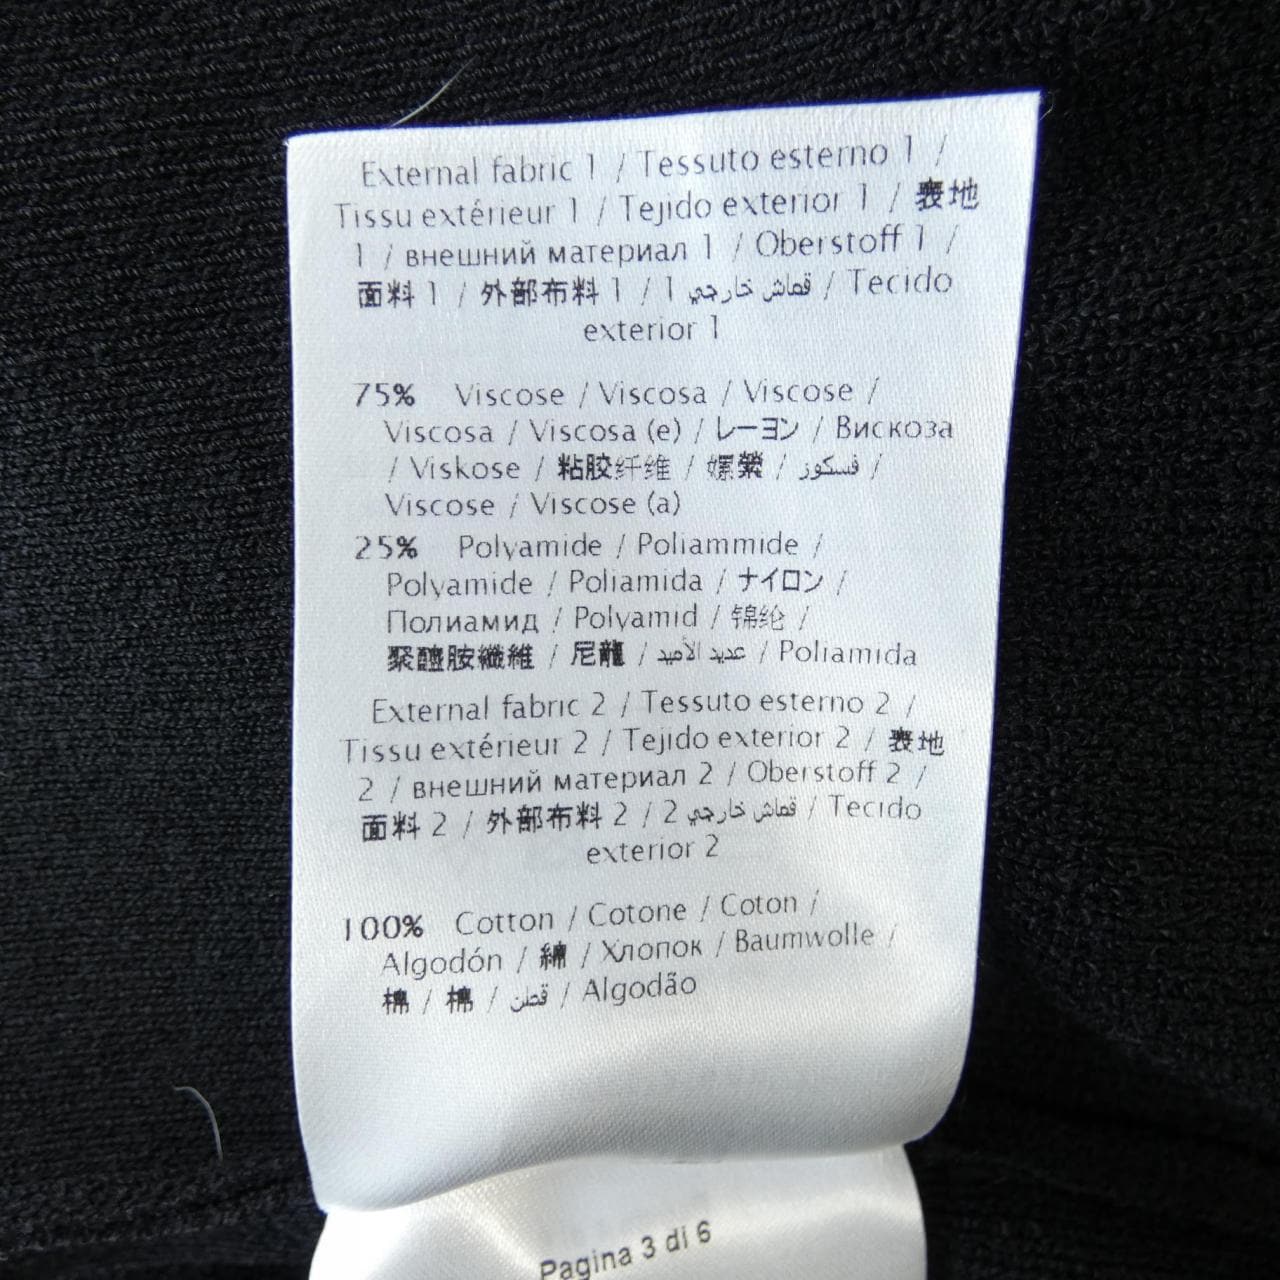 External fabric 1 / Tessuto esterno 1 /
Tissu extérieur 1 / Tejido exterior 1 / 表地
1 / внешний материал 1 / Oberstoff 1 /
面料 1 / 外部布料 1 / 1 قماش خارجي / Tecido
exterior 1
75% Viscose / Viscosa / Viscose /
Viscosa / Viscosa (e) / レーヨン / Вискоза
/ Viskose / 粘胶纤维 / 嫘縈 / فسكوز /
Viscose / Viscose (a)
25% Polyamide / Poliammide /
Polyamide / Poliamida / ナイロン /
Полиамид / Polyamid / 锦纶 /
聚醯胺纖維 / 尼龍 / عديد الأميد / Poliamida
External fabric 2 / Tessuto esterno 2 /
Tissu extérieur 2 / Tejido exterior 2 / 表地
2 / внешний материал 2 / Oberstoff 2 /
面料 2 / 外部布料 2 / 2 قماش خارجي / Tecido
exterior 2
100% Cotton / Cotone / Coton /
Algodón / 綿 / Хлопок / Baumwolle /
棉 / 棉 / قطن / Algodão
Pagina 3 di 6